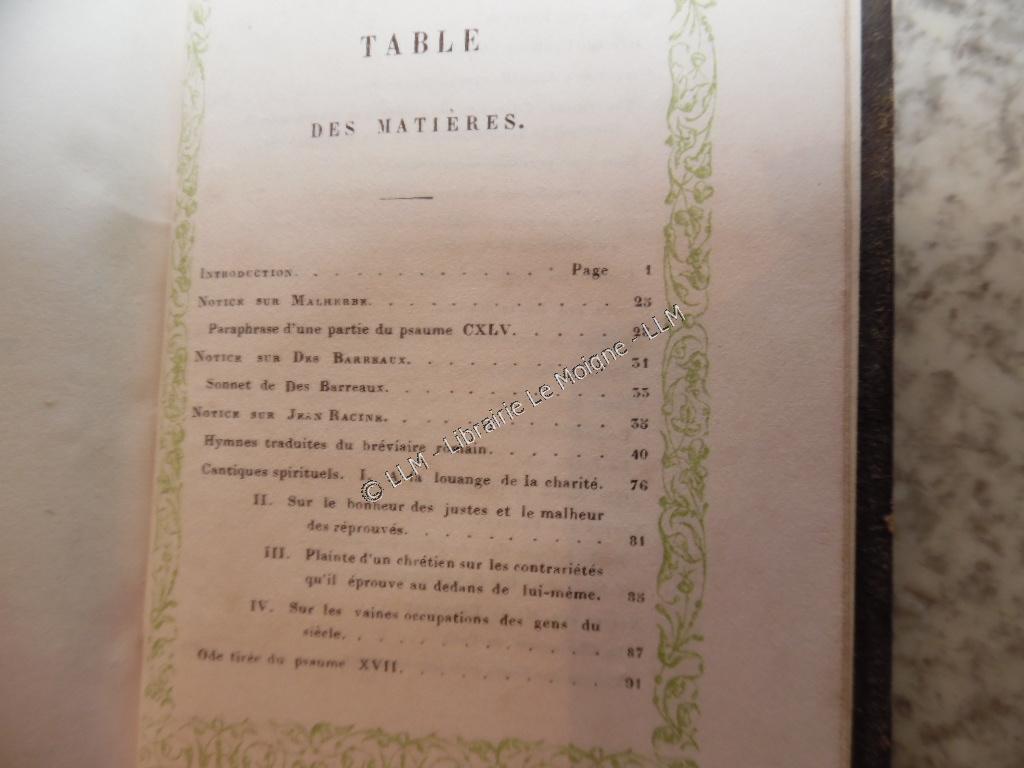 TABLE
DES MATIÈRES.
INTRODUCTION. . . . . . . . . . . . . . Page 1
NOTICE SUR MALHERBE. . . . . . . . . . . . . 25
Paraphrase d'une partie du psaume CXLV. . . . . .
NOTICE SUR DES BARREAUX. . . . . . . . . . . 31
Sonnet de Des Barreaux. . . . . . . . . . . . 33
NOTICE SUR JEAN RACINE. . . . . . . . . . . . 35
Hymnes traduites du bréviaire romain. . . . . . . 40
Cantiques spirituels. I. louange de la charité. 76
II. Sur le bonheur des justes et le malheur
des réprouvés. . . . . . . . . . 81
III. Plainte d'un chrétien sur les contrariétés
qu'il éprouve au dedans de lui-même. 85
IV. Sur les vaines occupations des gens du
siècle. . . . . . . . . . . . 87
Ode tirée du psaume XVII. . . . . . . . . . . 91
© LLM - Librairie Le Moigne - LLM